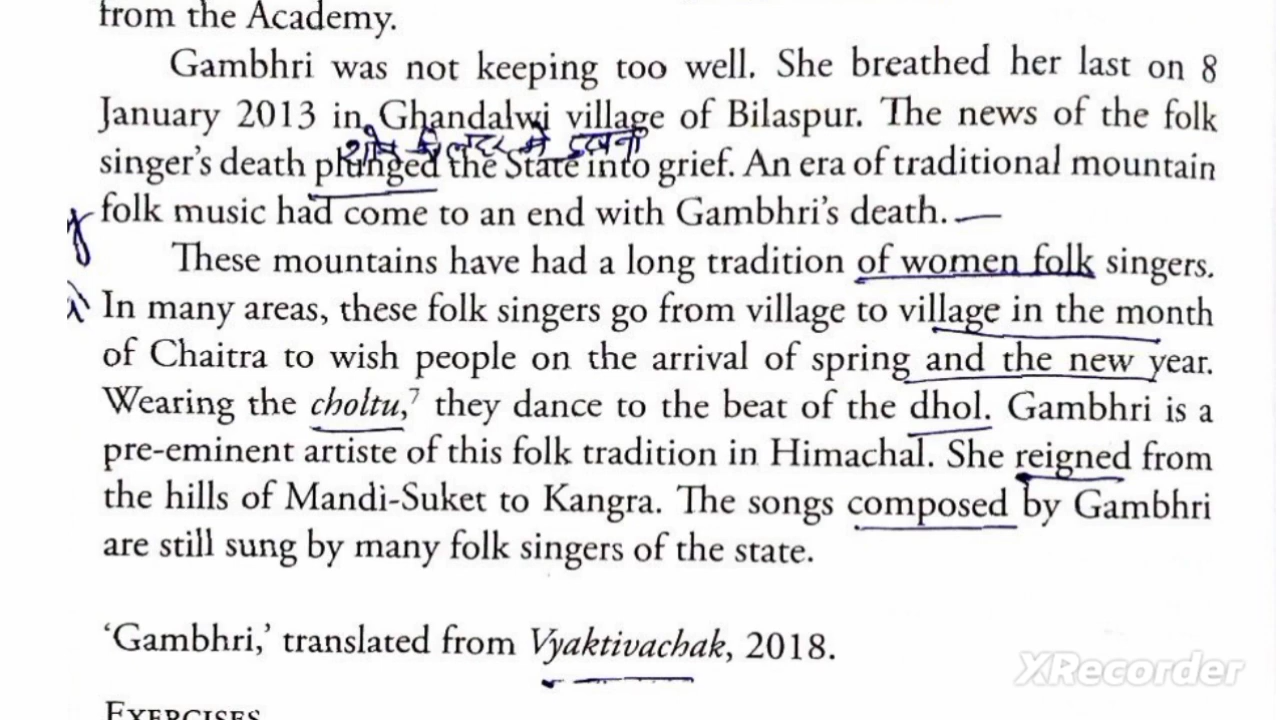 from the Academy.
Gambhri was not keeping too well. She breathed her last on 8
January 2013 in Ghandalwi village of Bilaspur. The news of the folk
singer's death plunged the State into grief. An era of traditional mountain
folk music had come to an end with Gambhri's death.
These mountains have had a long tradition of women folk singers.
In many areas, these folk singers go from village to village in the month
of Chaitra to wish people on the arrival of spring and the new year.
Wearing the choltu,⁷ they dance to the beat of the dhol. Gambhri is a
pre-eminent artiste of this folk tradition in Himachal. She reigned from
the hills of Mandi-Suket to Kangra. The songs composed by Gambhri
are still sung by many folk singers of the state.
'Gambhri,' translated from Vyaktivachak, 2018.
XRecorder
EXERCISES